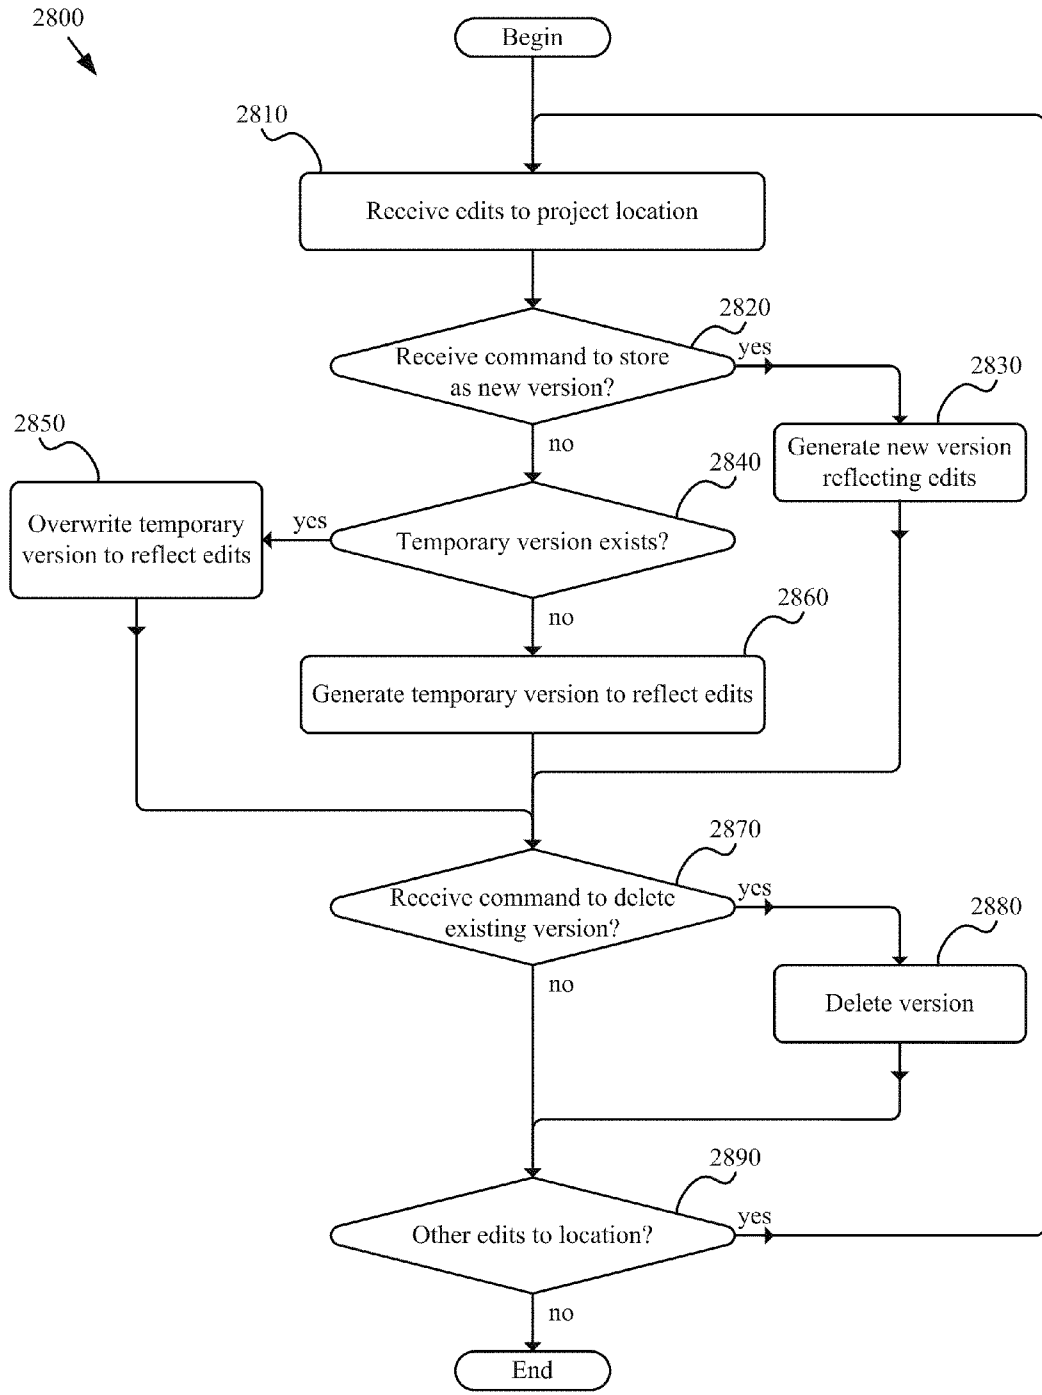 2800
Begin
2810
Receive edits to project location
2820
Receive command to store
as new version?
yes
2830
Generate new version
reflecting edits
no
2850
2840
Overwrite temporary
version to reflect edits
yes
Temporary version exists?
no
2860
Generate temporary version to reflect edits
2870
Receive command to delete
existing version?
yes
2880
no
Delete version
2890
Other edits to location?
yes
no
End